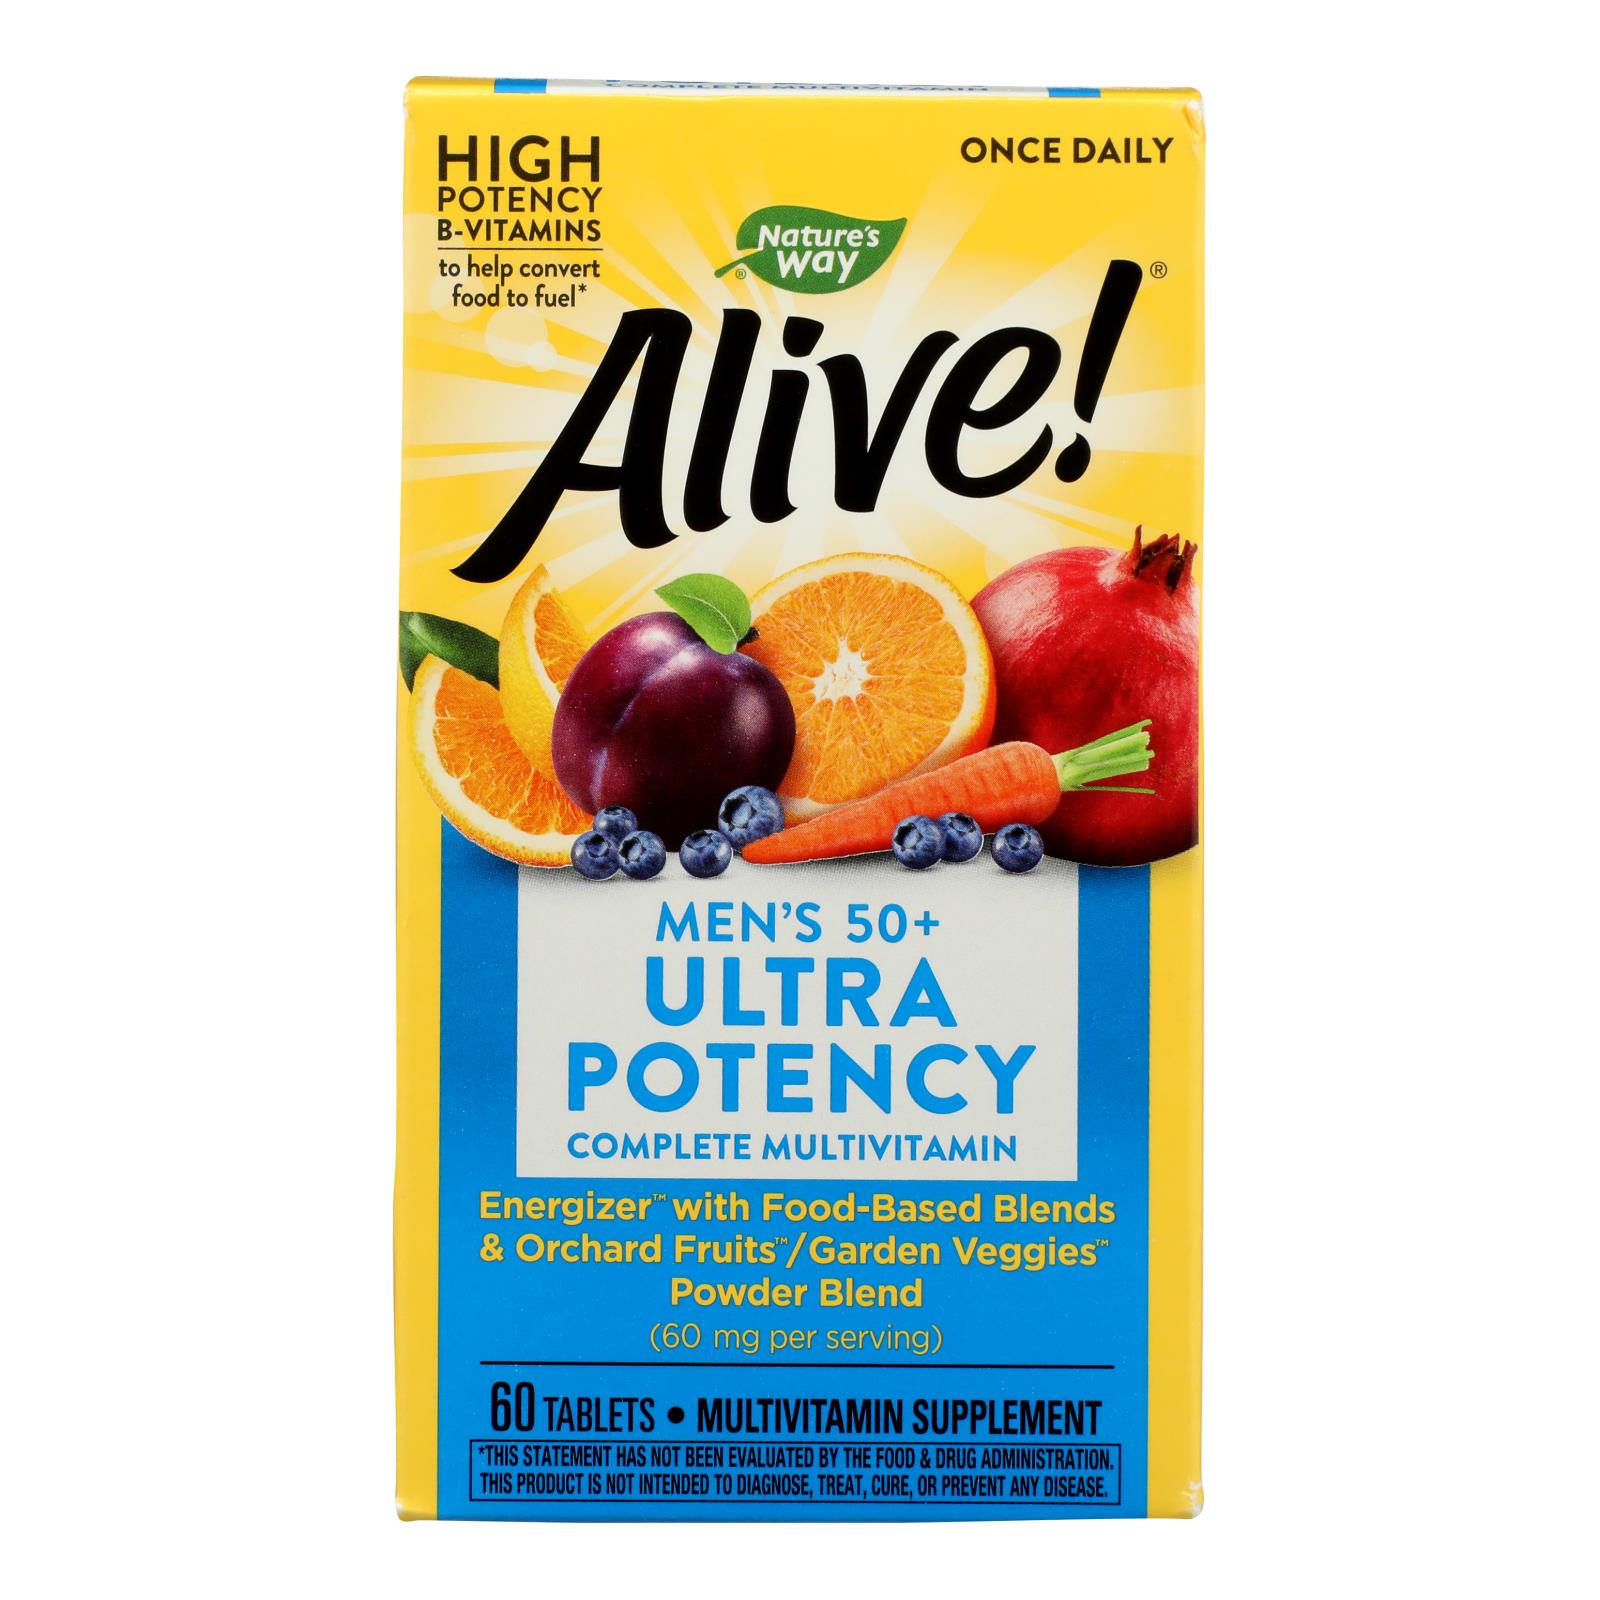 COMPLETE MULTIVITAMIN
HIGH
POTENCY
B-VITAMINS
to help convert
food to fuel*
ONCE DAILY
Nature's
Way®
Alive!®
MEN'S 50+
ULTRA
POTENCY
COMPLETE MULTIVITAMIN
Energizer™ with Food-Based Blends
& Orchard Fruits™/Garden Veggies™
Powder Blend
(60 mg per serving)
60 TABLETS • MULTIVITAMIN SUPPLEMENT
*THIS STATEMENT HAS NOT BEEN EVALUATED BY THE FOOD & DRUG ADMINISTRATION.
THIS PRODUCT IS NOT INTENDED TO DIAGNOSE, TREAT, CURE, OR PREVENT ANY DISEASE.